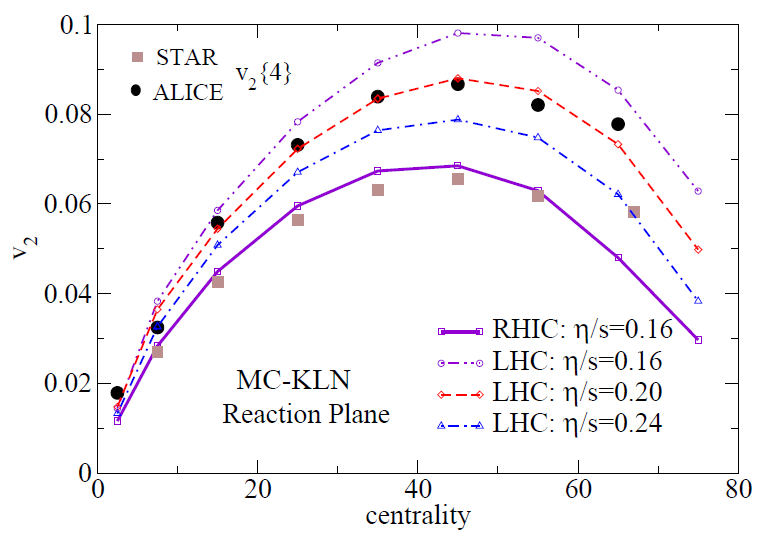 0.1
0.08
0.06
0.04
0.02
0
v2
STAR
ALICE
v2{4}
MC-KLN
Reaction Plane
RHIC: η/s=0.16
LHC: η/s=0.16
LHC: η/s=0.20
LHC: η/s=0.24
0 20 40 60 80
centrality